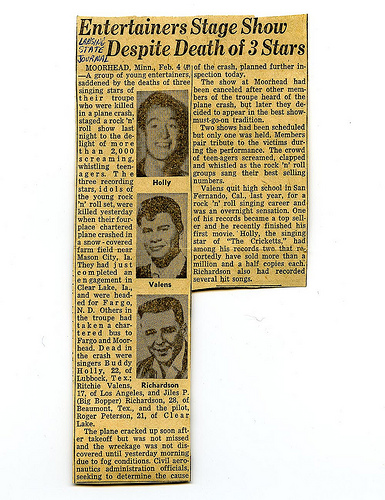 Entertainers Stage Show
LANSING
STATE
JOURNAL
Despite Death of 3 Stars
MOORHEAD, Minn., Feb. 4 (AP)
—A group of young entertainers,
saddened by the deaths of three
singing stars of
their troupe
who were killed
in a plane crash,
staged a rock 'n'
roll show last
night to the de-
light of more
than 2,000
screaming,
whistling teen-
agers. The
three recording
stars, idols of
the young rock
'n' roll set, were
killed yesterday
when their four-
place chartered
plane crashed in
a snow-covered
farm field near
Mason City, Ia.
They had just
completed an
engagement in
Clear Lake, Ia.,
and were head-
ed for Fargo,
N. D. Others in
the troupe had
taken a char-
tered bus to
Fargo and Moor-
head. Dead in
the crash were
singers Buddy
Holly, 22, of
Lubbock, Tex.;
Ritchie Valens,
17, of Los Angeles, and Jiles P.
(Big Bopper) Richardson, 28, of
Beaumont, Tex., and the pilot,
Roger Peterson, 21, of Clear
Lake.
The plane cracked up soon aft-
er takeoff but was not missed
and the wreckage was not dis-
covered until yesterday morning
due to fog conditions. Civil aero-
nautics administration officials,
seeking to determine the cause
Holly
Valens
Richardson
of the crash, planned further in-
spection today.
The show at Moorhead had
been canceled after other mem-
bers of the troupe heard of the
plane crash, but later they de-
cided to appear in the best show-
must-go-on tradition.
Two shows had been scheduled
but only one was held. Members
pair tribute to the victims dur-
ing the performance. The crowd
of teen-agers screamed, clapped
and whistled as the rock 'n' roll
groups sang their best selling
numbers.
Valens quit high school in San
Fernando, Cal., last year, for a
rock 'n' roll singing career and
was an overnight sensation. One
of his records became a top sell-
er and he recently finished his
first movie. Holly, the singing
star of "The Cricketts," had
among his records two that re-
portedly have sold more than a
million and a half copies each.
Richardson also had recorded
several hit songs.